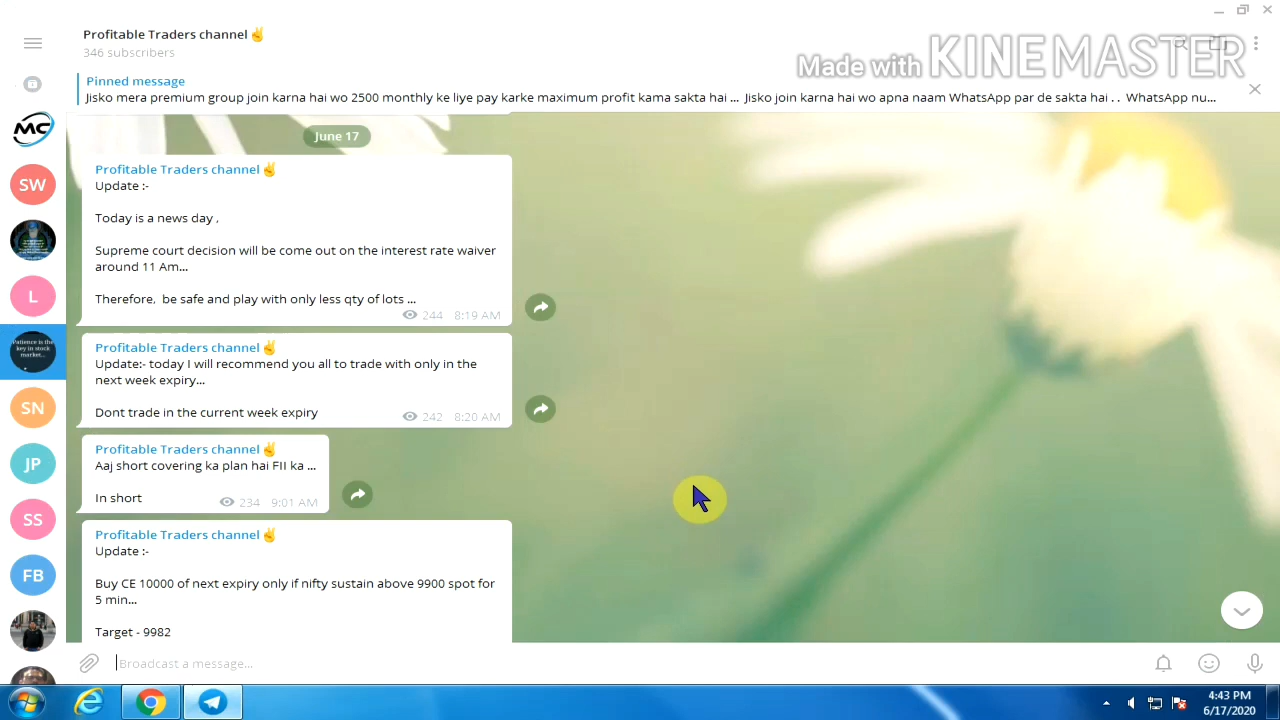 Profitable Traders channel✌
346 subscribers
Made with KINEMASTER
Pinned message
Jisko mera premium group join karna hai wo 2500 monthly ke liye pay karke maximum profit kama sakta hai ... Jisko join karna hai wo apna naam WhatsApp par de sakta hai . . WhatsApp nu...
MC
June 17
Profitable Traders channel✌
Update :-
SW
Today is a news day ,
Supreme court decision will be come out on the interest rate waiver
around 11 Am...
Therefore, be safe and play with only less qty of lots ...
L
244 8:19 AM
Profitable Traders channel✌
Patience is the
key in stock
market...
Update:- today I will recommend you all to trade with only in the
next week expiry...
SN
Dont trade in the current week expiry
242 8:20 AM
Profitable Traders channel✌
JP
Aaj short covering ka plan hai FII ka ...
In short
234 9:01 AM
SS
Profitable Traders channel✌
Update :-
FB
Buy CE 10000 of next expiry only if nifty sustain above 9900 spot for
5 min...
Target - 9982
Broadcast a message...
4:43 PM
6/17/2020